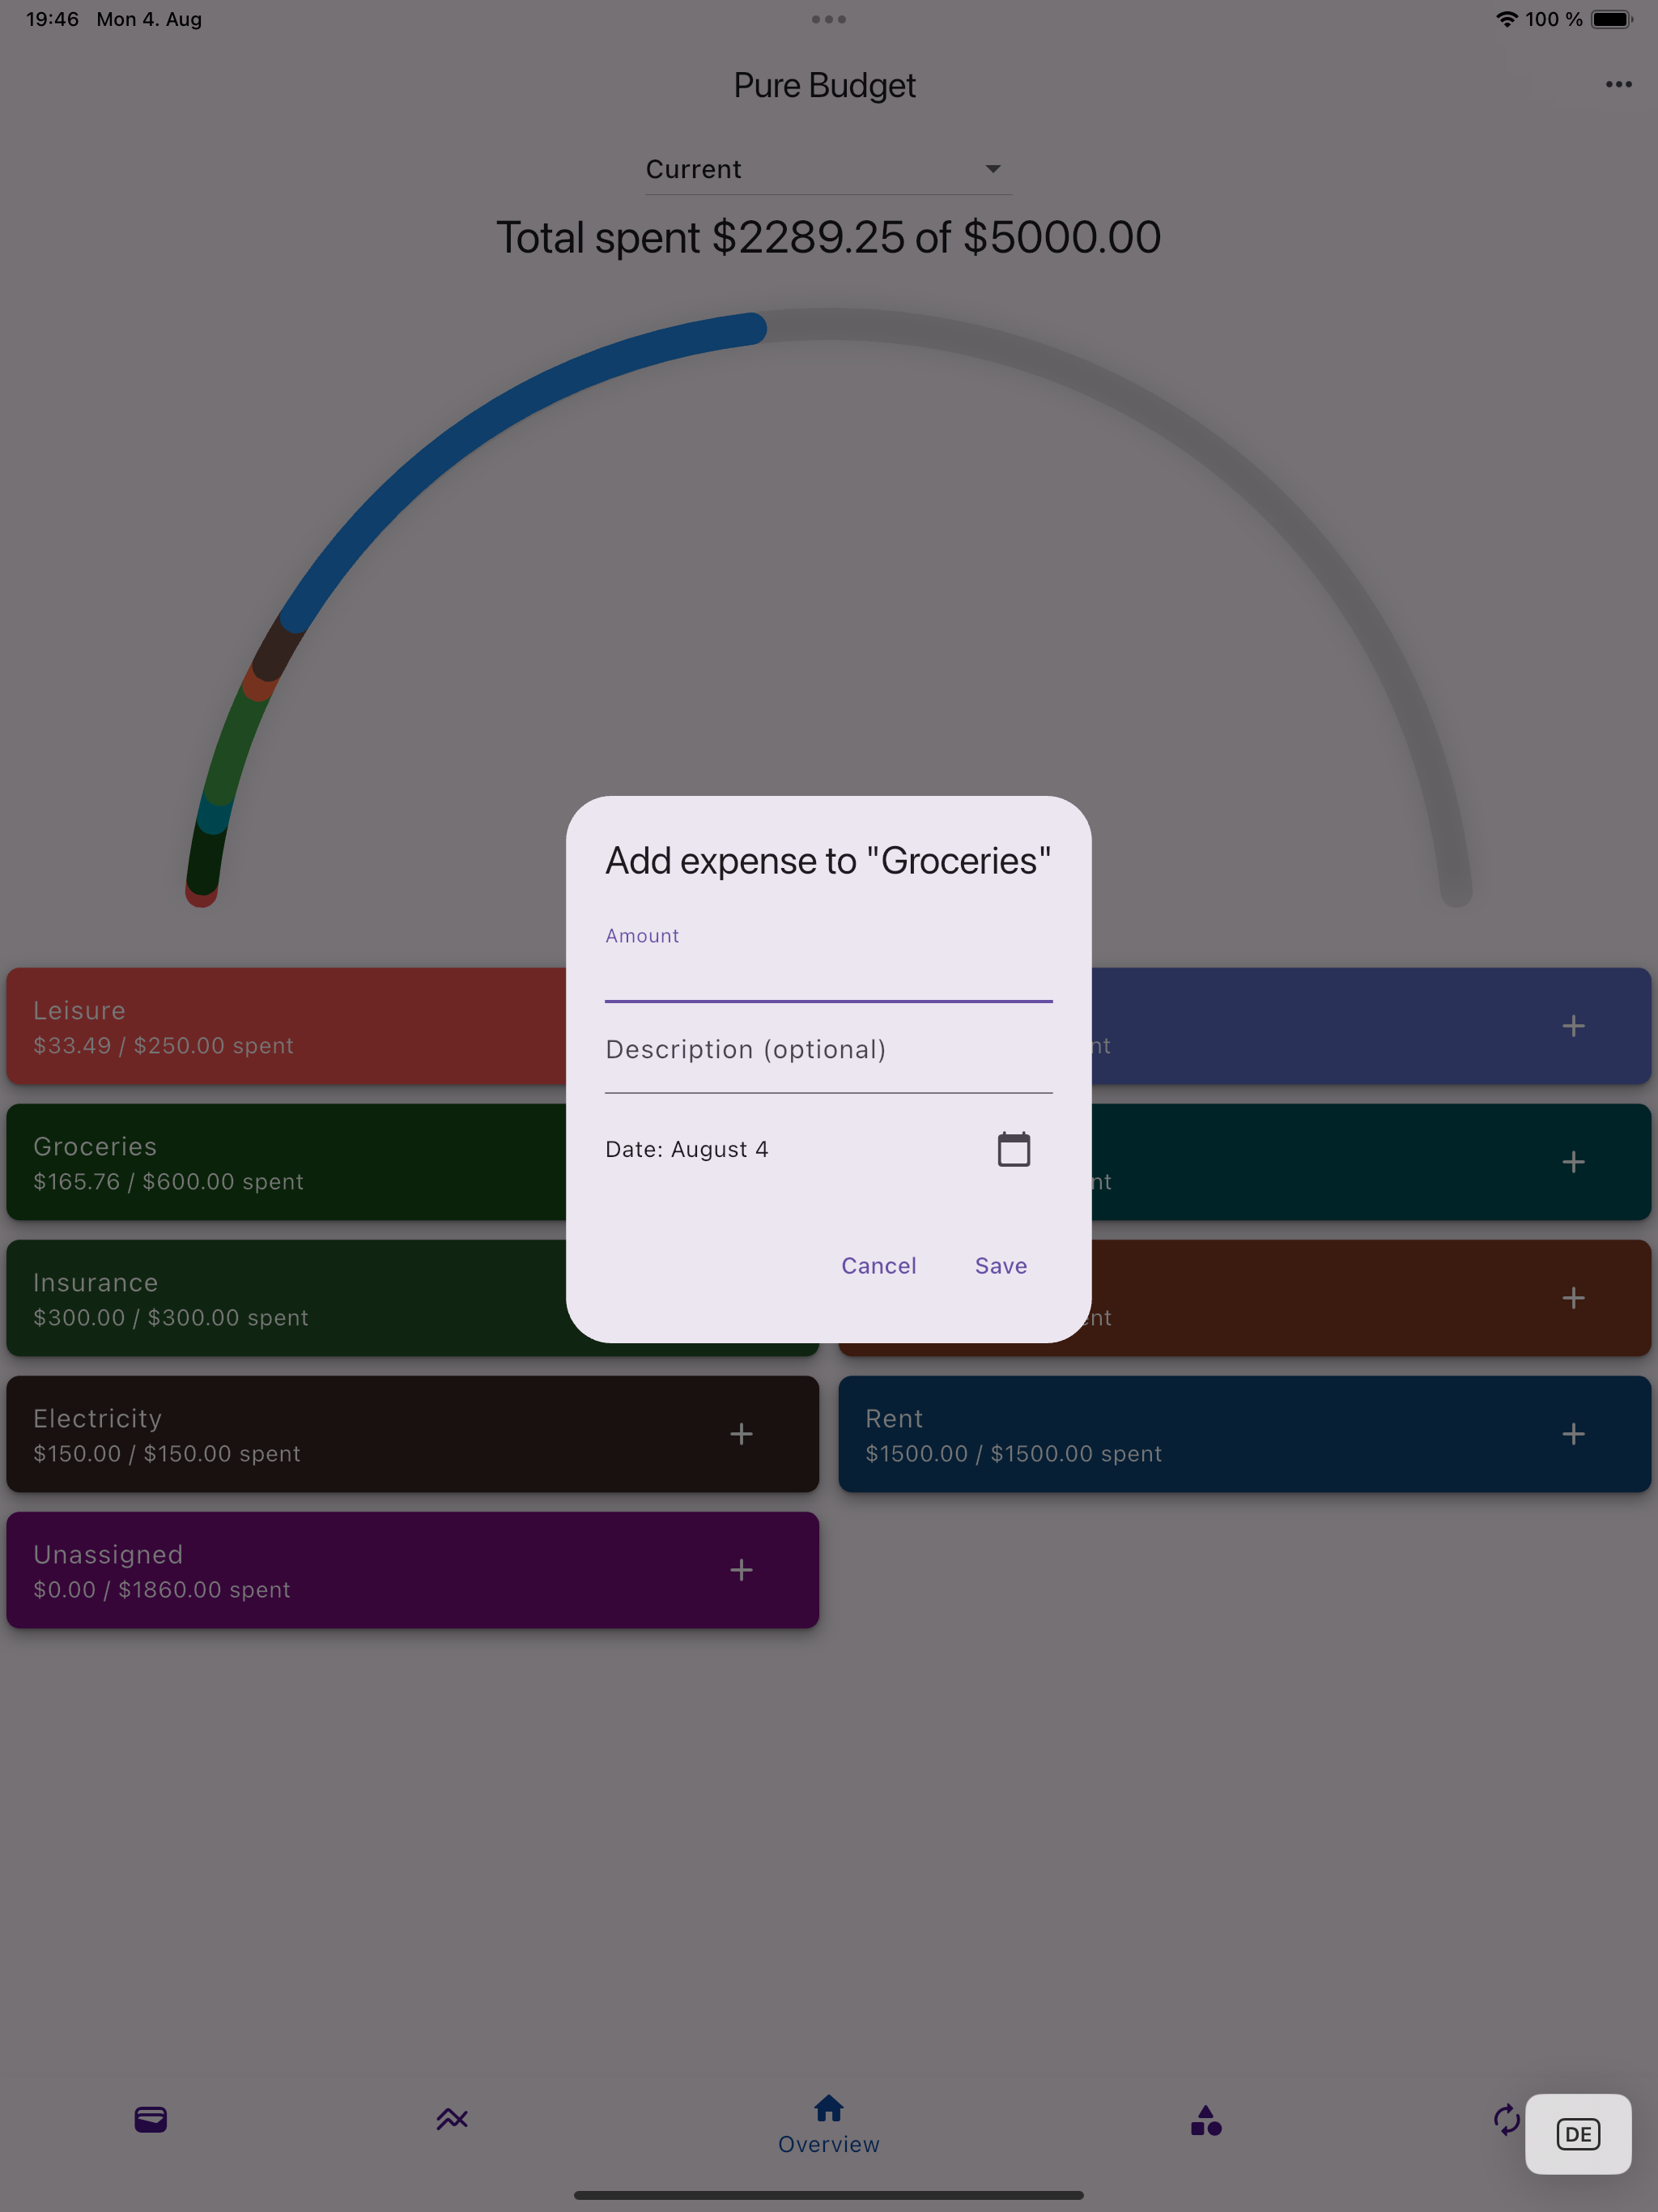 19:46 Mon 4. Aug
100 %
Pure Budget
Current
Total spent $2289.25 of $5000.00
Add expense to "Groceries"
Amount
Description (optional)
Date: August 4
Cancel Save
Leisure
$33.49 / $250.00 spent
Groceries
$165.76 / $600.00 spent
Insurance
$300.00 / $300.00 spent
Electricity
$150.00 / $150.00 spent
Rent
$1500.00 / $1500.00 spent
Unassigned
$0.00 / $1860.00 spent
Overview
DE